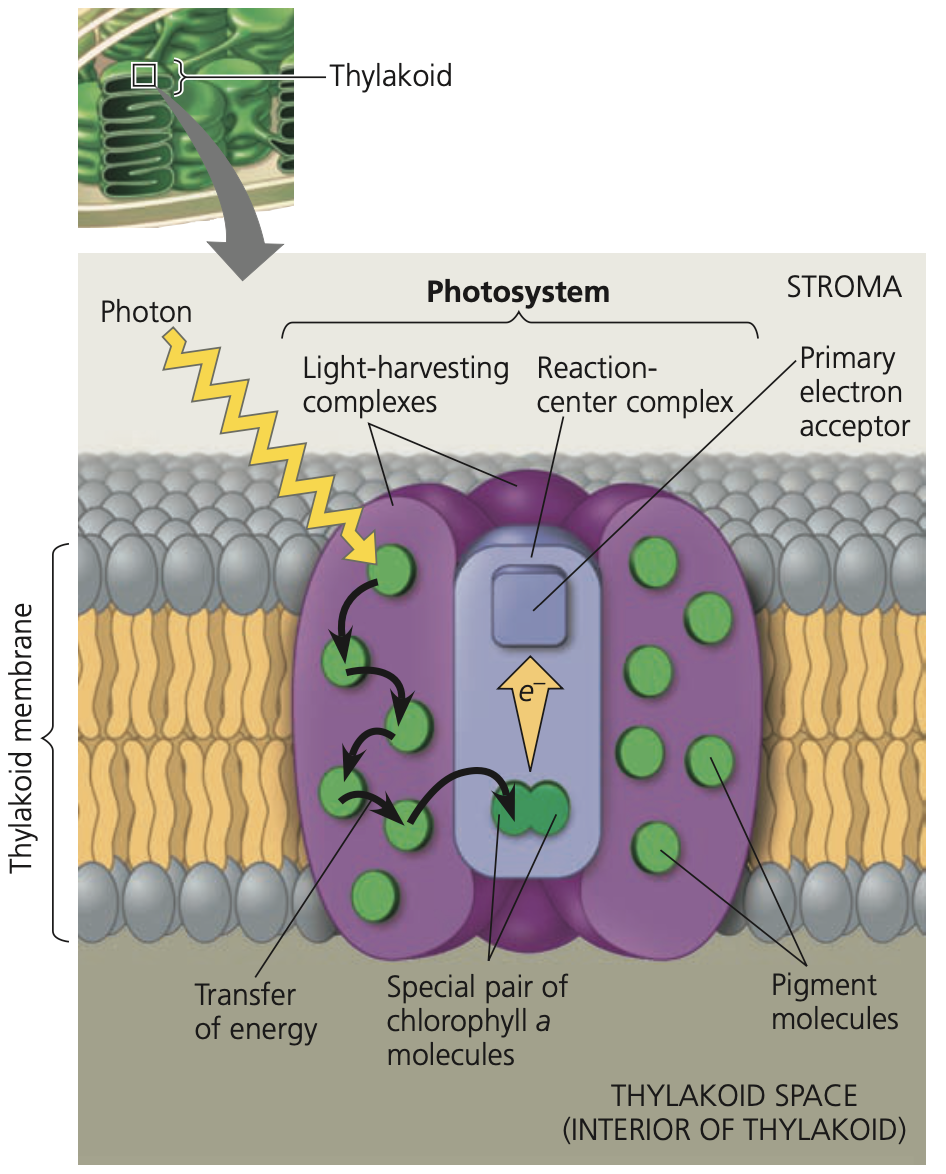 Thylakoid
Photon
Photosystem
STROMA
Light-harvesting
complexes
Reaction-
center complex
Primary
electron
acceptor
Thylakoid membrane
e⁻
Transfer
of energy
Special pair of
chlorophyll a
molecules
Pigment
molecules
THYLAKOID SPACE
(INTERIOR OF THYLAKOID)